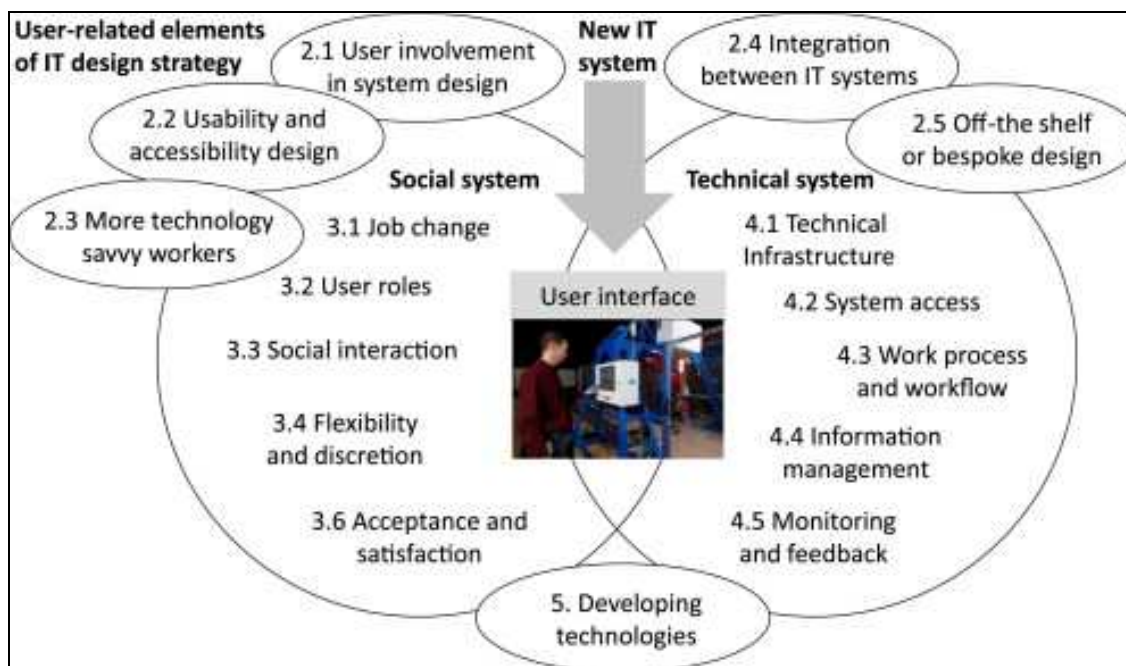 User-related elements
of IT design strategy
2.1 User involvement
in system design
New IT
system
2.4 Integration
between IT systems
2.2 Usability and
accessibility design
2.5 Off-the shelf
or bespoke design
2.3 More technology
savvy workers
Social system
Technical system
3.1 Job change
3.2 User roles
3.3 Social interaction
3.4 Flexibility
and discretion
3.6 Acceptance and
satisfaction
User interface
4.1 Technical
Infrastructure
4.2 System access
4.3 Work process
and workflow
4.4 Information
management
4.5 Monitoring
and feedback
5. Developing
technologies